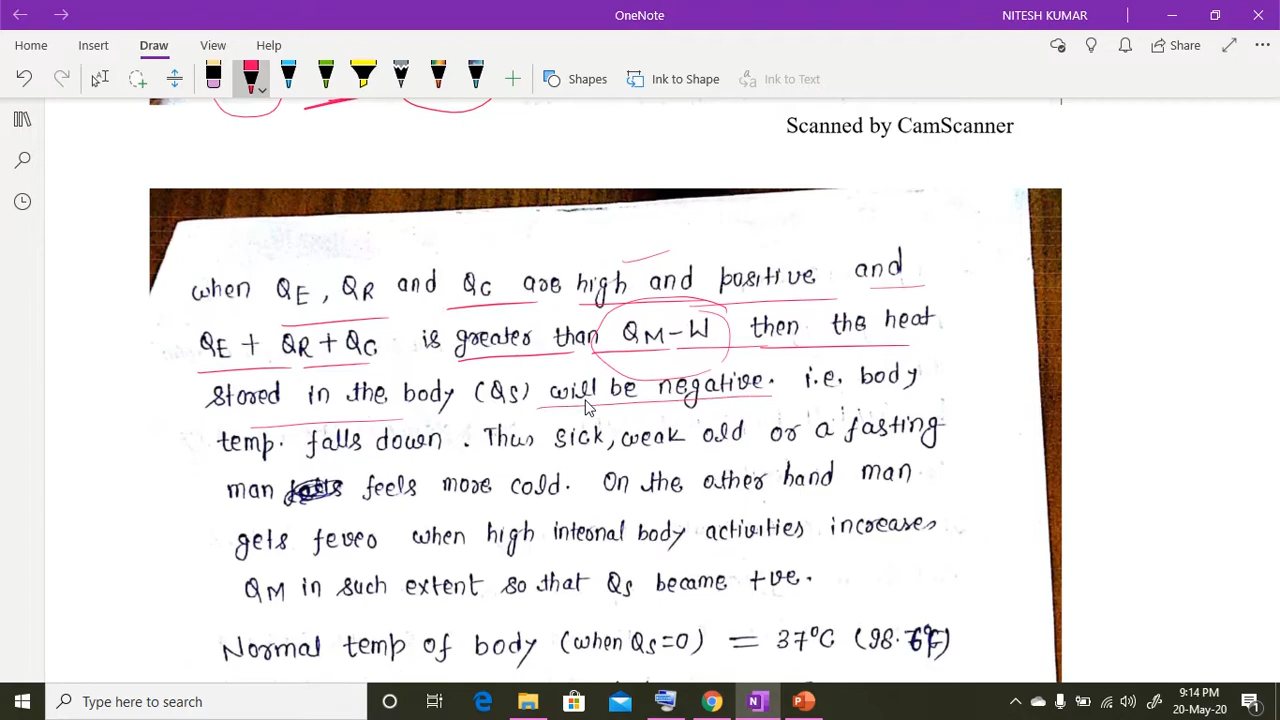 OneNote
NITESH KUMAR
Home Insert Draw View Help
Share
Shapes
Ink to Shape
Ink to Text
Scanned by CamScanner
when QE, QR and QC are high and positive and
QE + QR + QC is greater than QM - W then the heat
stored in the body (QS) will be negative. i.e. body
temp. falls down. Thus sick, weak old or a fasting
man feels more cold. On the other hand man
gets fever when high internal body activities increases
QM in such extent so that QS became +ve.
Normal temp of body (when QS=0) = 37°C (98.6°F)
Type here to search
9:14 PM
20-May-20
1